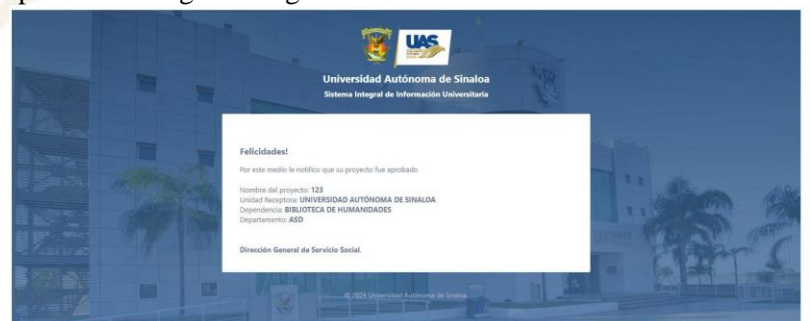 UAS
Universidad Autónoma de Sinaloa
Sistema Integral de Información Universitaria
Felicidades!
Por este medio le notifico que su proyecto fue aprobado
Nombre del proyecto: 123
Unidad Receptora: UNIVERSIDAD AUTÓNOMA DE SINALOA
Dependencia: BIBLIOTECA DE HUMANIDADES
Departamento: ASD
Dirección General de Servicio Social.
© 2024 Universidad Autónoma de Sinaloa